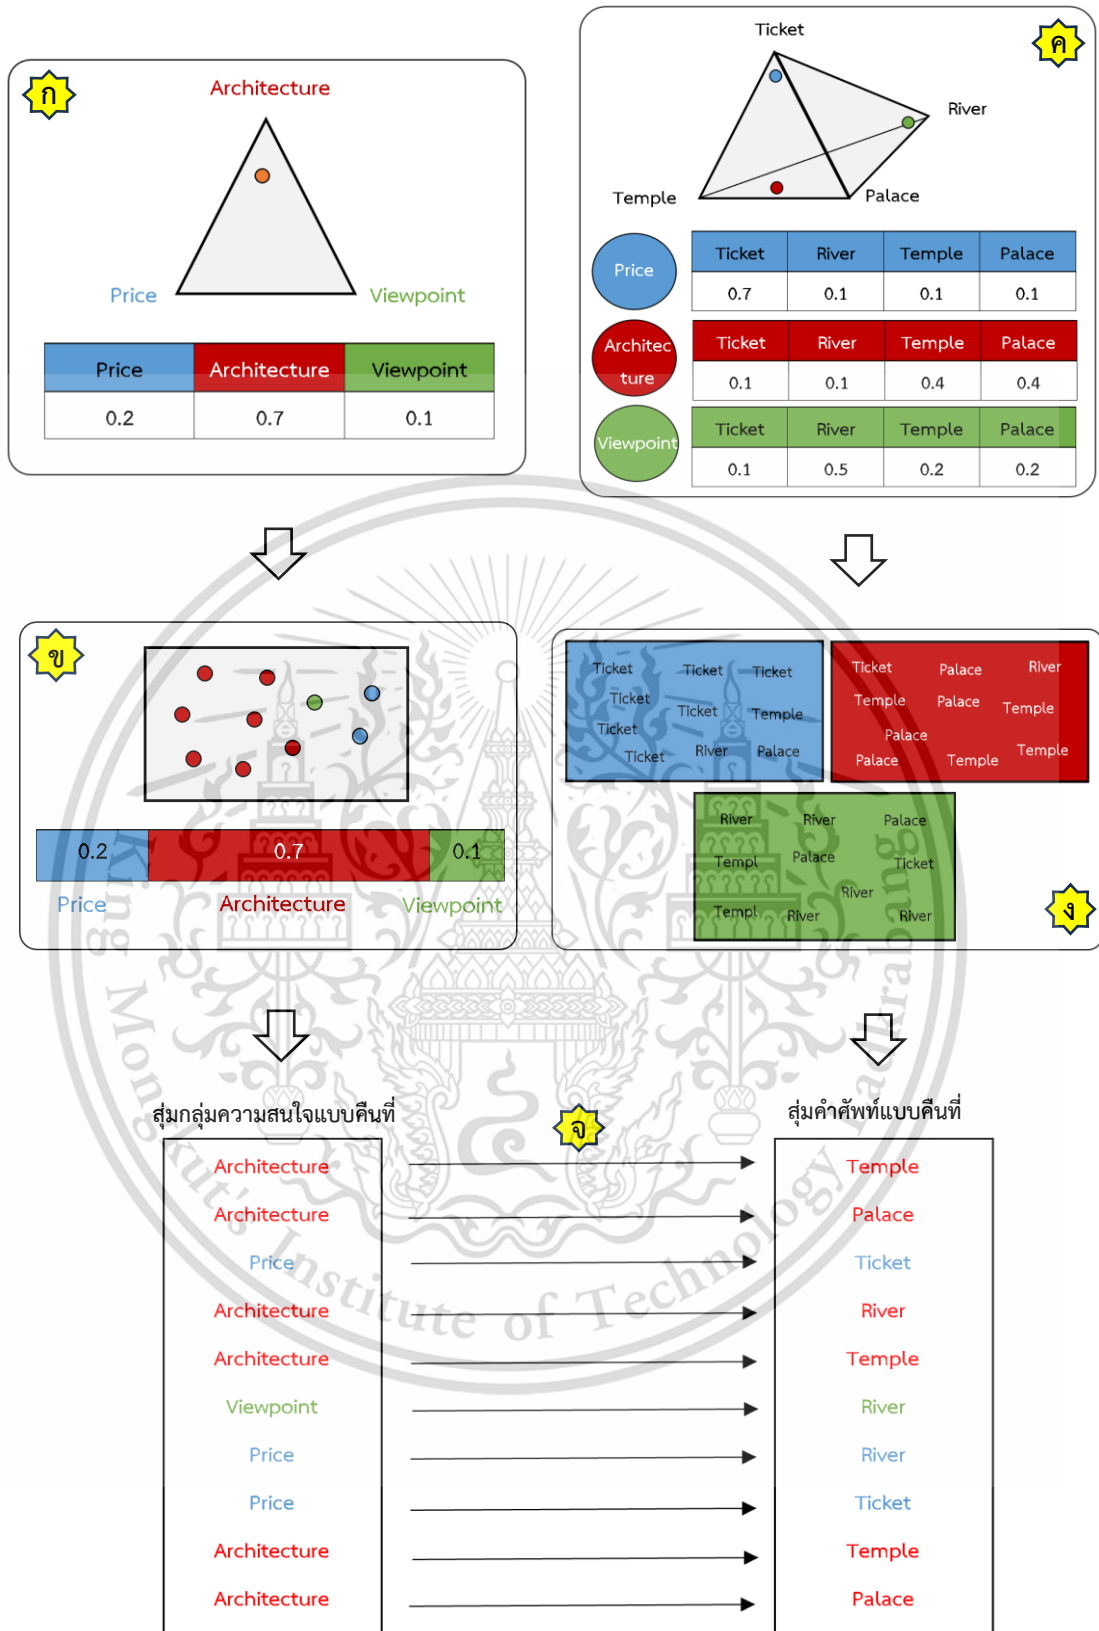 ก
Architecture
Price Viewpoint
Price Architecture Viewpoint
0.2 0.7 0.1
ค
Ticket
River
Temple Palace
Price
Ticket River Temple Palace
0.7 0.1 0.1 0.1
Architec
ture
Ticket River Temple Palace
0.1 0.1 0.4 0.4
Viewpoint
Ticket River Temple Palace
0.1 0.5 0.2 0.2
ข
0.2 0.7 0.1
Price Architecture Viewpoint
Ticket Ticket Ticket
Ticket
Ticket Temple
Ticket
Ticket River Palace
Ticket Palace River
Temple Palace Temple
Palace
Palace Temple Temple
River River Palace
Templ Palace Ticket
River
Templ River River
ง
จ
สุ่มกลุ่มความสนใจแบบคืนที่
Architecture
Architecture
Price
Architecture
Architecture
Viewpoint
Price
Price
Architecture
Architecture
สุ่มคำศัพท์แบบคืนที่
Temple
Palace
Ticket
River
Temple
River
River
Ticket
Temple
Palace
King Mongkut's Institute of Technology Ladkrabang